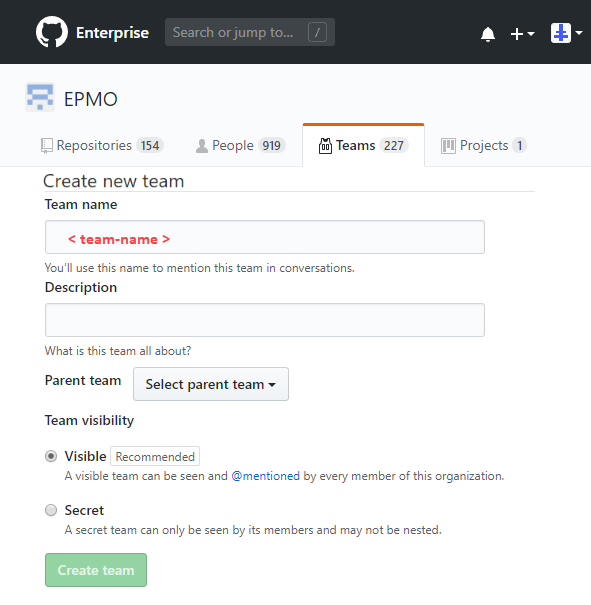 Enterprise
Search or jump to... /
EPMO
Repositories 154 People 919 Teams 227 Projects 1
Create new team
Team name
< team-name >
You'll use this name to mention this team in conversations.
Description
What is this team all about?
Parent team Select parent team
Team visibility
Visible Recommended
A visible team can be seen and @mentioned by every member of this organization.
Secret
A secret team can only be seen by its members and may not be nested.
Create team